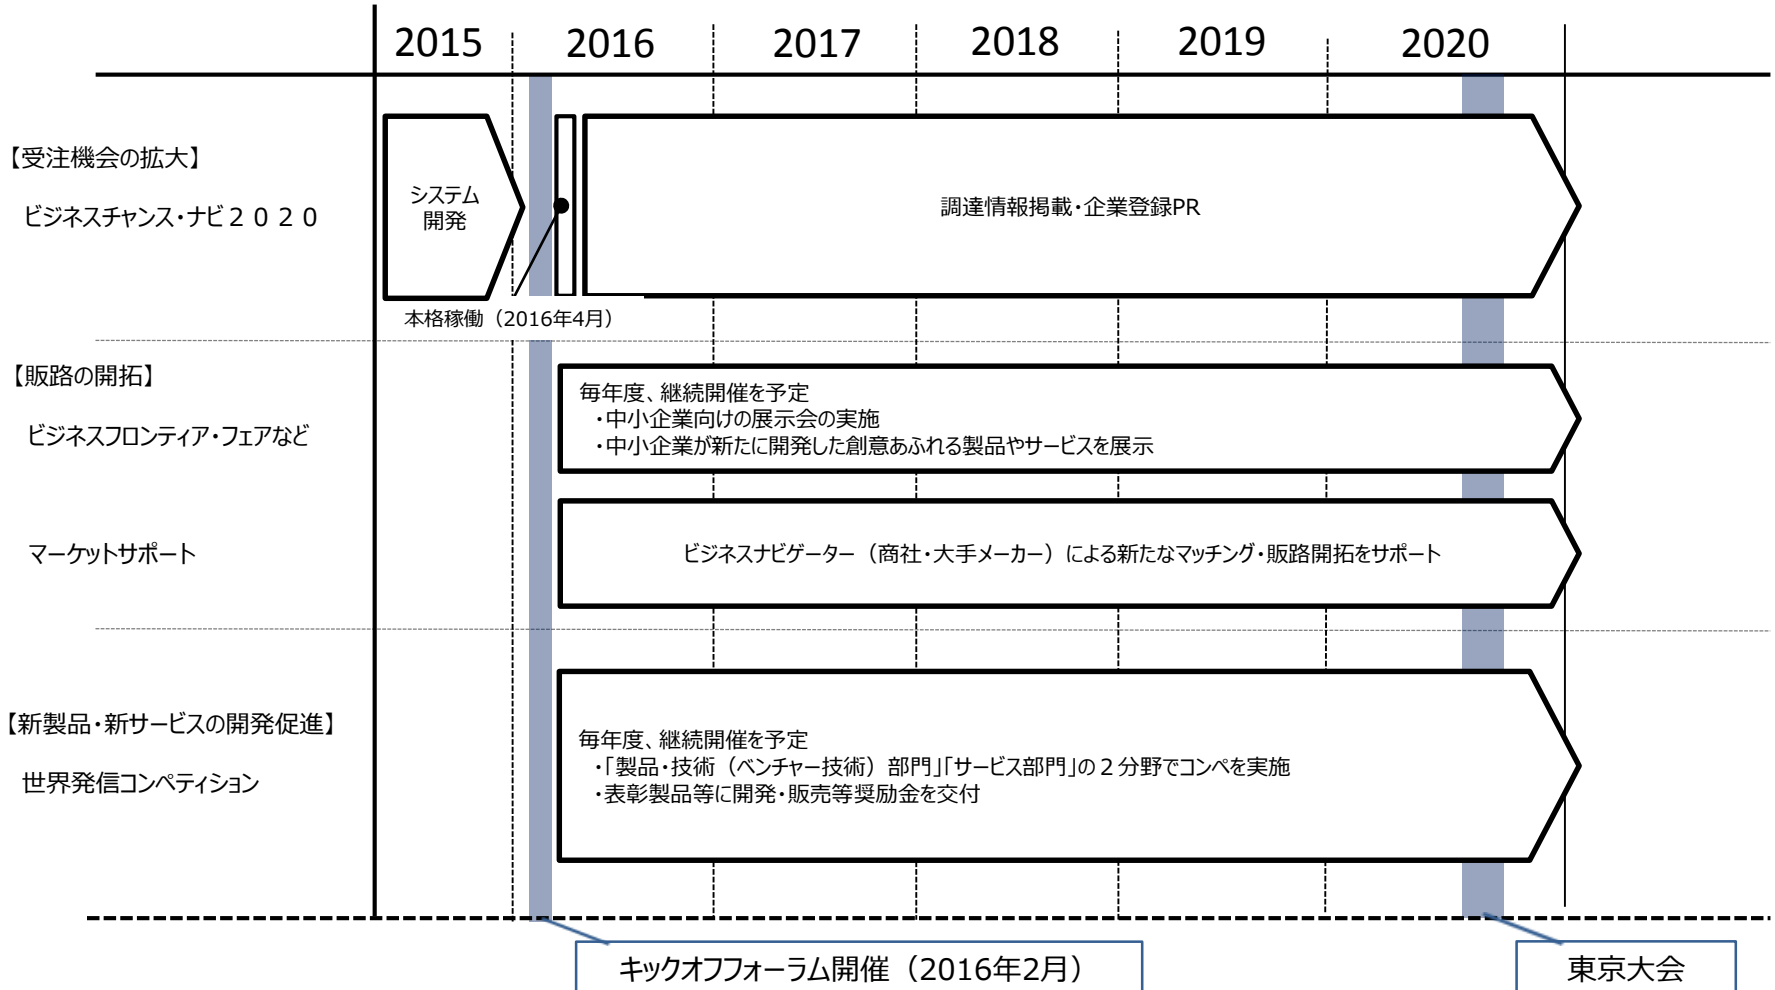 2015 2016 2017 2018 2019 2020
【受注機会の拡大】
ビジネスチャンス・ナビ２０２０
システム
開発
調達情報掲載・企業登録PR
本格稼働（2016年4月）
【販路の開拓】
ビジネスフロンティア・フェアなど
毎年度、継続開催を予定
・中小企業向けの展示会の実施
・中小企業が新たに開発した創意あふれる製品やサービスを展示
マーケットサポート
ビジネスナビゲーター（商社・大手メーカー）による新たなマッチング・販路開拓をサポート
【新製品・新サービスの開発促進】
世界発信コンペティション
毎年度、継続開催を予定
・「製品・技術（ベンチャー技術）部門」「サービス部門」の２分野でコンペを実施
・表彰製品等に開発・販売等奨励金を交付
キックオフフォーラム開催（2016年2月）
東京大会